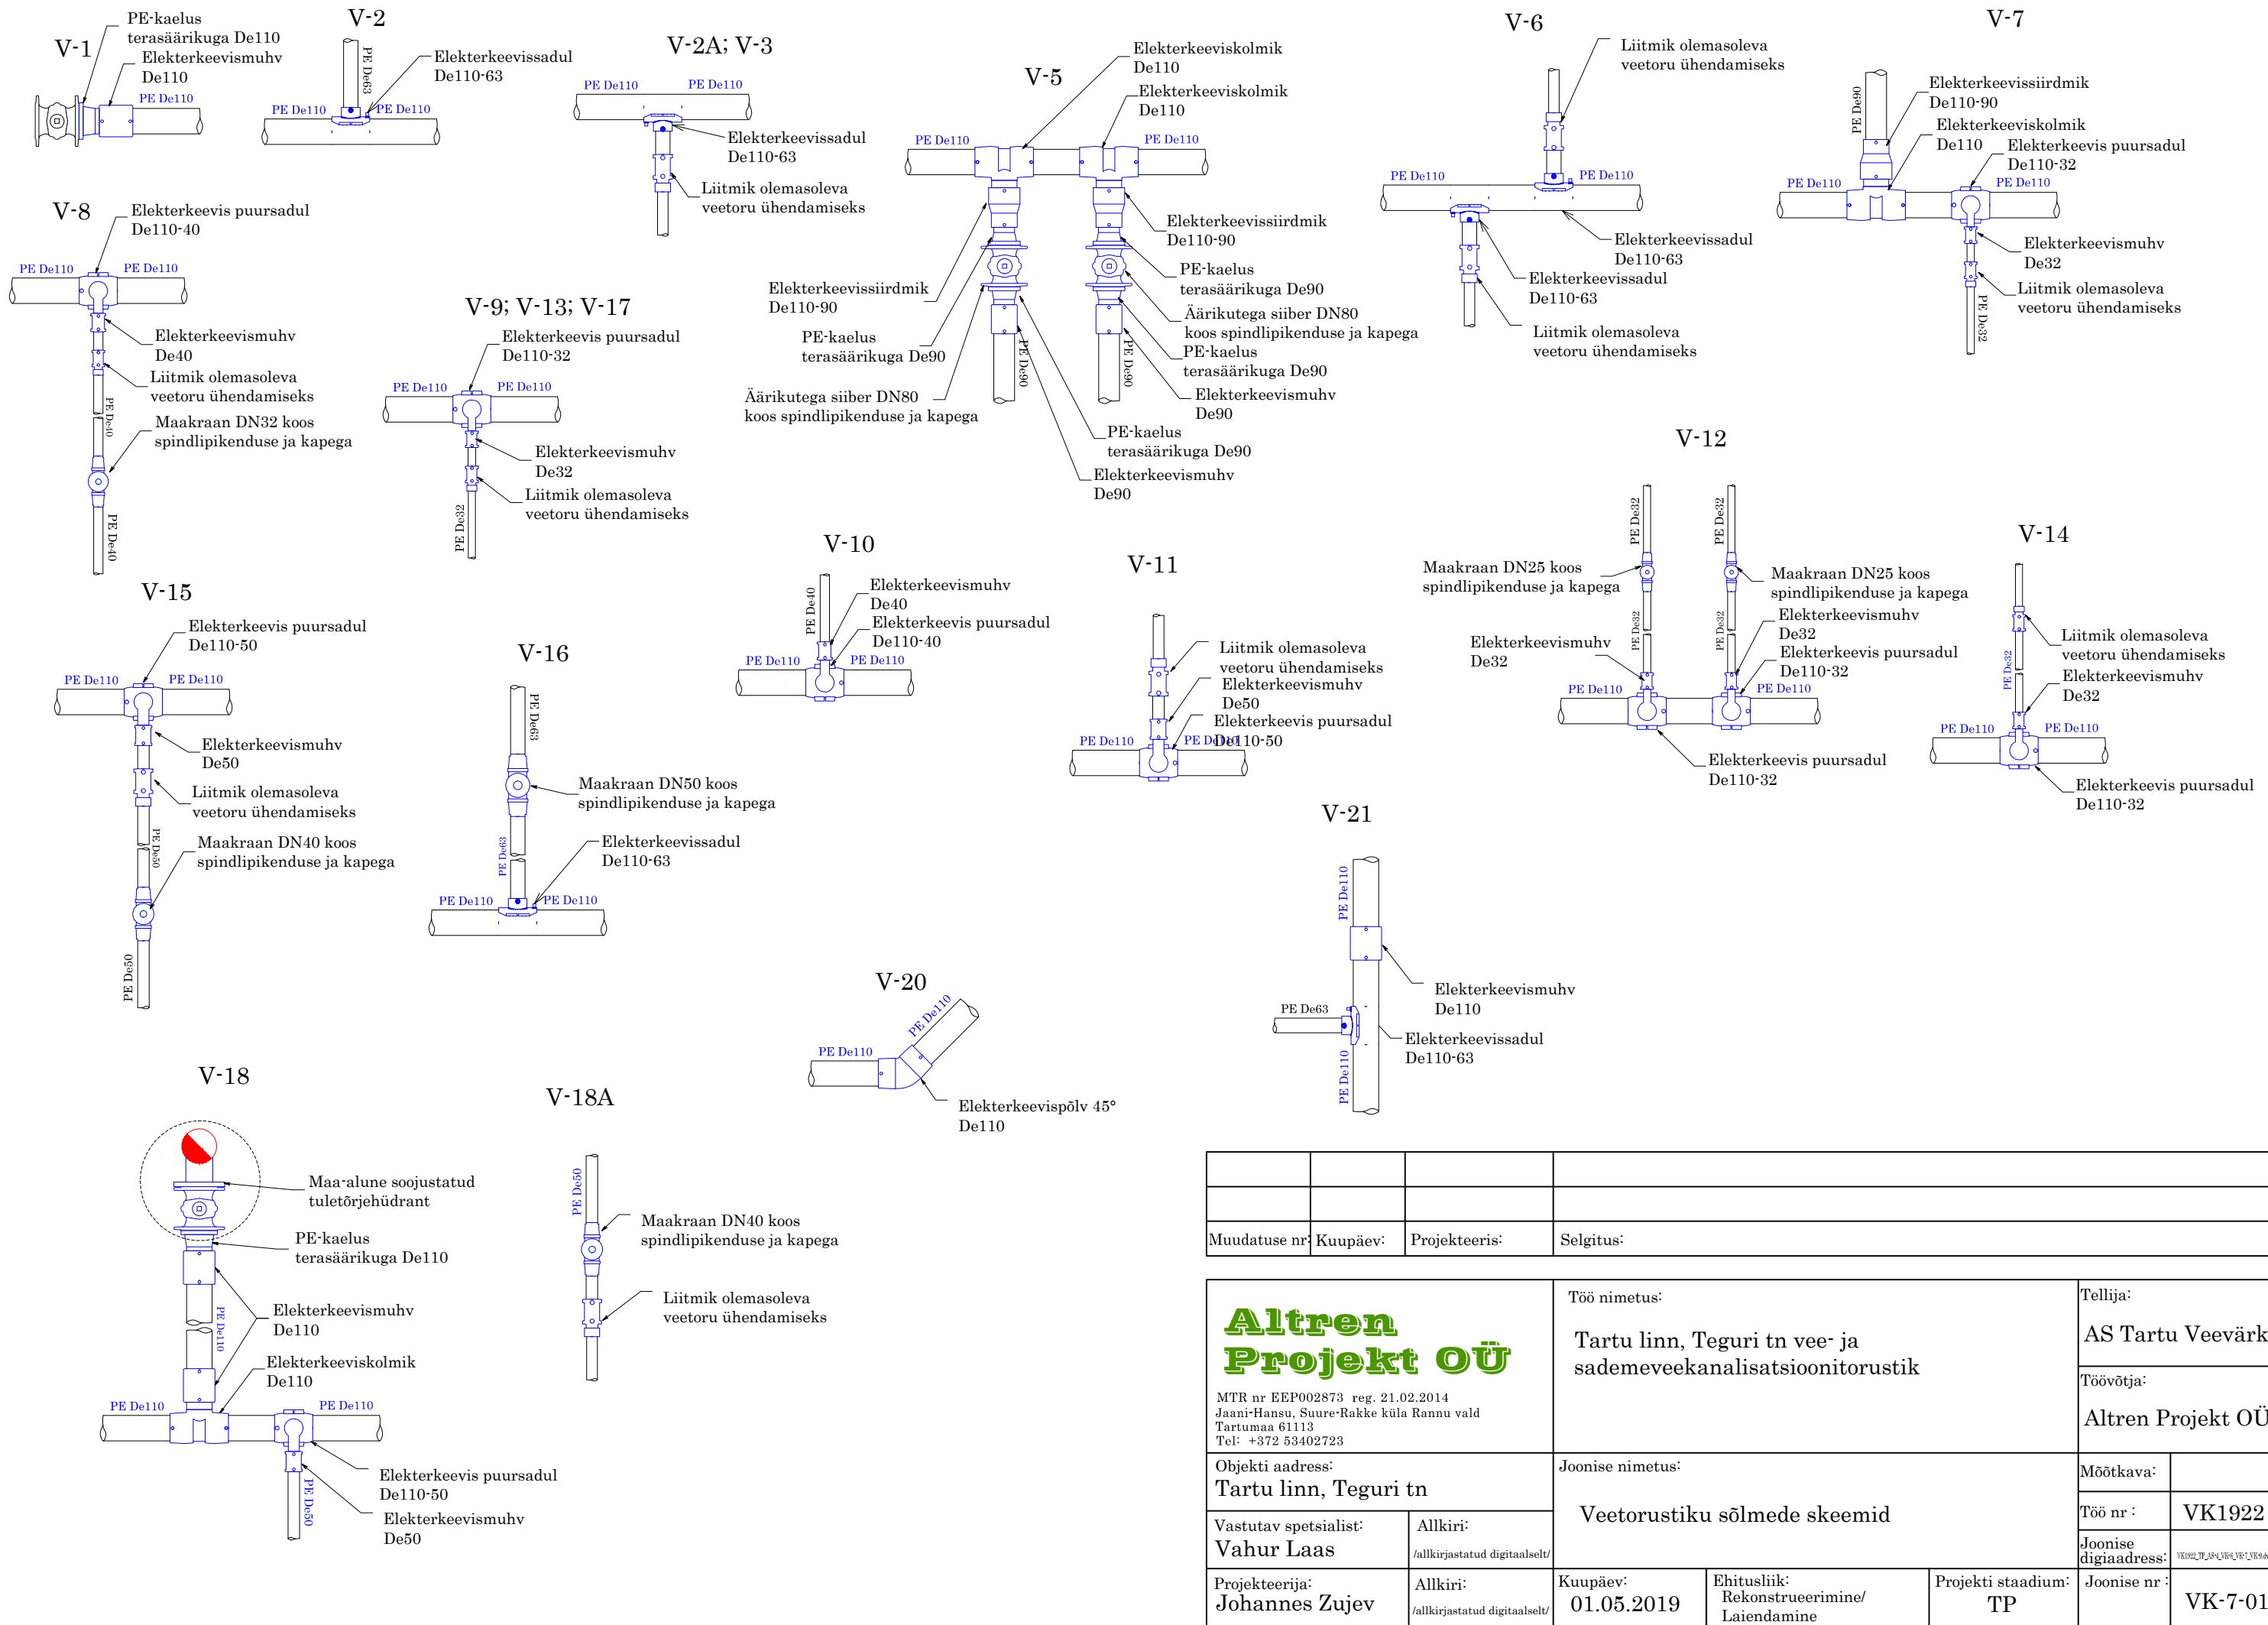 V-1
PE-kaelus
terasäärikuga De110
Elekterkeevismuhv
De110
PE De110
V-2
PE De63
Elekterkeevissadul
De110-63
PE De110
PE De110
V-2A; V-3
PE De110
PE De110
Elekterkeevissadul
De110-63
Liitmik olemasoleva
veetoru ühendamiseks
V-5
Elekterkeeviskolmik
De110
Elekterkeeviskolmik
De110
PE De110
PE De110
Elekterkeevissiirdmik
De110-90
PE-kaelus
terasäärikuga De90
Äärikutega siiber DN80
koos spindlipikenduse ja kapega
PE-kaelus
terasäärikuga De90
Elekterkeevismuhv
De90
Elekterkeevissiirdmik
De110-90
PE-kaelus
terasäärikuga De90
Äärikutega siiber DN80
koos spindlipikenduse ja kapega
PE De90
PE De90
PE-kaelus
terasäärikuga De90
Elekterkeevismuhv
De90
V-6
Liitmik olemasoleva
veetoru ühendamiseks
PE De110
PE De110
Elekterkeevissadul
De110-63
Elekterkeevissadul
De110-63
Liitmik olemasoleva
veetoru ühendamiseks
V-7
PE De90
Elekterkeevissiirdmik
De110-90
Elekterkeeviskolmik
De110
Elekterkeevis puursadul
De110-32
PE De110
PE De110
Elekterkeevismuhv
De32
Liitmik olemasoleva
veetoru ühendamiseks
PE De32
V-8
Elekterkeevis puursadul
De110-40
PE De110
PE De110
Elekterkeevismuhv
De40
Liitmik olemasoleva
veetoru ühendamiseks
PE De40
Maakraan DN32 koos
spindlipikenduse ja kapega
PE De40
V-9; V-13; V-17
Elekterkeevis puursadul
De110-32
PE De110
PE De110
Elekterkeevismuhv
De32
Liitmik olemasoleva
veetoru ühendamiseks
PE De32
V-10
PE De40
Elekterkeevismuhv
De40
Elekterkeevis puursadul
De110-40
PE De110
PE De110
V-11
Liitmik olemasoleva
veetoru ühendamiseks
Elekterkeevismuhv
De50
Elekterkeevis puursadul
De110-50
PE De110
PE De110
V-12
PE De32
PE De32
Maakraan DN25 koos
spindlipikenduse ja kapega
Maakraan DN25 koos
spindlipikenduse ja kapega
PE De32
PE De32
Elekterkeevismuhv
De32
Elekterkeevismuhv
De32
Elekterkeevis puursadul
De110-32
PE De110
PE De110
Elekterkeevis puursadul
De110-32
V-14
Liitmik olemasoleva
veetoru ühendamiseks
PE De32
Elekterkeevismuhv
De32
PE De110
PE De110
Elekterkeevis puursadul
De110-32
V-15
Elekterkeevis puursadul
De110-50
PE De110
PE De110
Elekterkeevismuhv
De50
Liitmik olemasoleva
veetoru ühendamiseks
PE De50
Maakraan DN40 koos
spindlipikenduse ja kapega
PE De50
V-16
PE De63
Maakraan DN50 koos
spindlipikenduse ja kapega
PE De63
Elekterkeevissadul
De110-63
PE De110
PE De110
V-21
PE De110
Elekterkeevismuhv
De110
PE De63
Elekterkeevissadul
De110-63
PE De110
V-20
PE De110
PE De110
Elekterkeevispõlv 45°
De110
V-18
Maa-alune soojustatud
tuletõrjehüdrant
PE-kaelus
terasäärikuga De110
Elekterkeevismuhv
De110
PE De110
Elekterkeeviskolmik
De110
PE De110
PE De110
Elekterkeevis puursadul
De110-50
Elekterkeevismuhv
De50
PE De50
V-18A
PE De50
Maakraan DN40 koos
spindlipikenduse ja kapega
Liitmik olemasoleva
veetoru ühendamiseks
Muudatuse nr: Kuupäev: Projekteeris: Selgitus:
Altren
Projekt OÜ
MTR nr EEP002873 reg. 21.02.2014
Jaani-Hansu, Suure-Rakke küla Rannu vald
Tartumaa 61113
Tel: +372 53402723
Töö nimetus:
Tartu linn, Teguri tn vee- ja
sademeveekanalisatsioonitorustik
Tellija:
AS Tartu Veevärk
Töövõtja:
Altren Projekt OÜ
Objekti aadress:
Tartu linn, Teguri tn
Joonise nimetus:
Veetorustiku sõlmede skeemid
Mõõtkava:
Töö nr : VK1922
Joonise
digiaadress:
Vastutav spetsialist:
Vahur Laas
Allkiri:
/allkirjastatud digitaalselt/
Projekteerija:
Johannes Zujev
Allkiri:
/allkirjastatud digitaalselt/
Kuupäev:
01.05.2019
Ehitusliik:
Rekonstrueerimine/
Laiendamine
Projekti staadium:
TP
Joonise nr :
VK-7-01